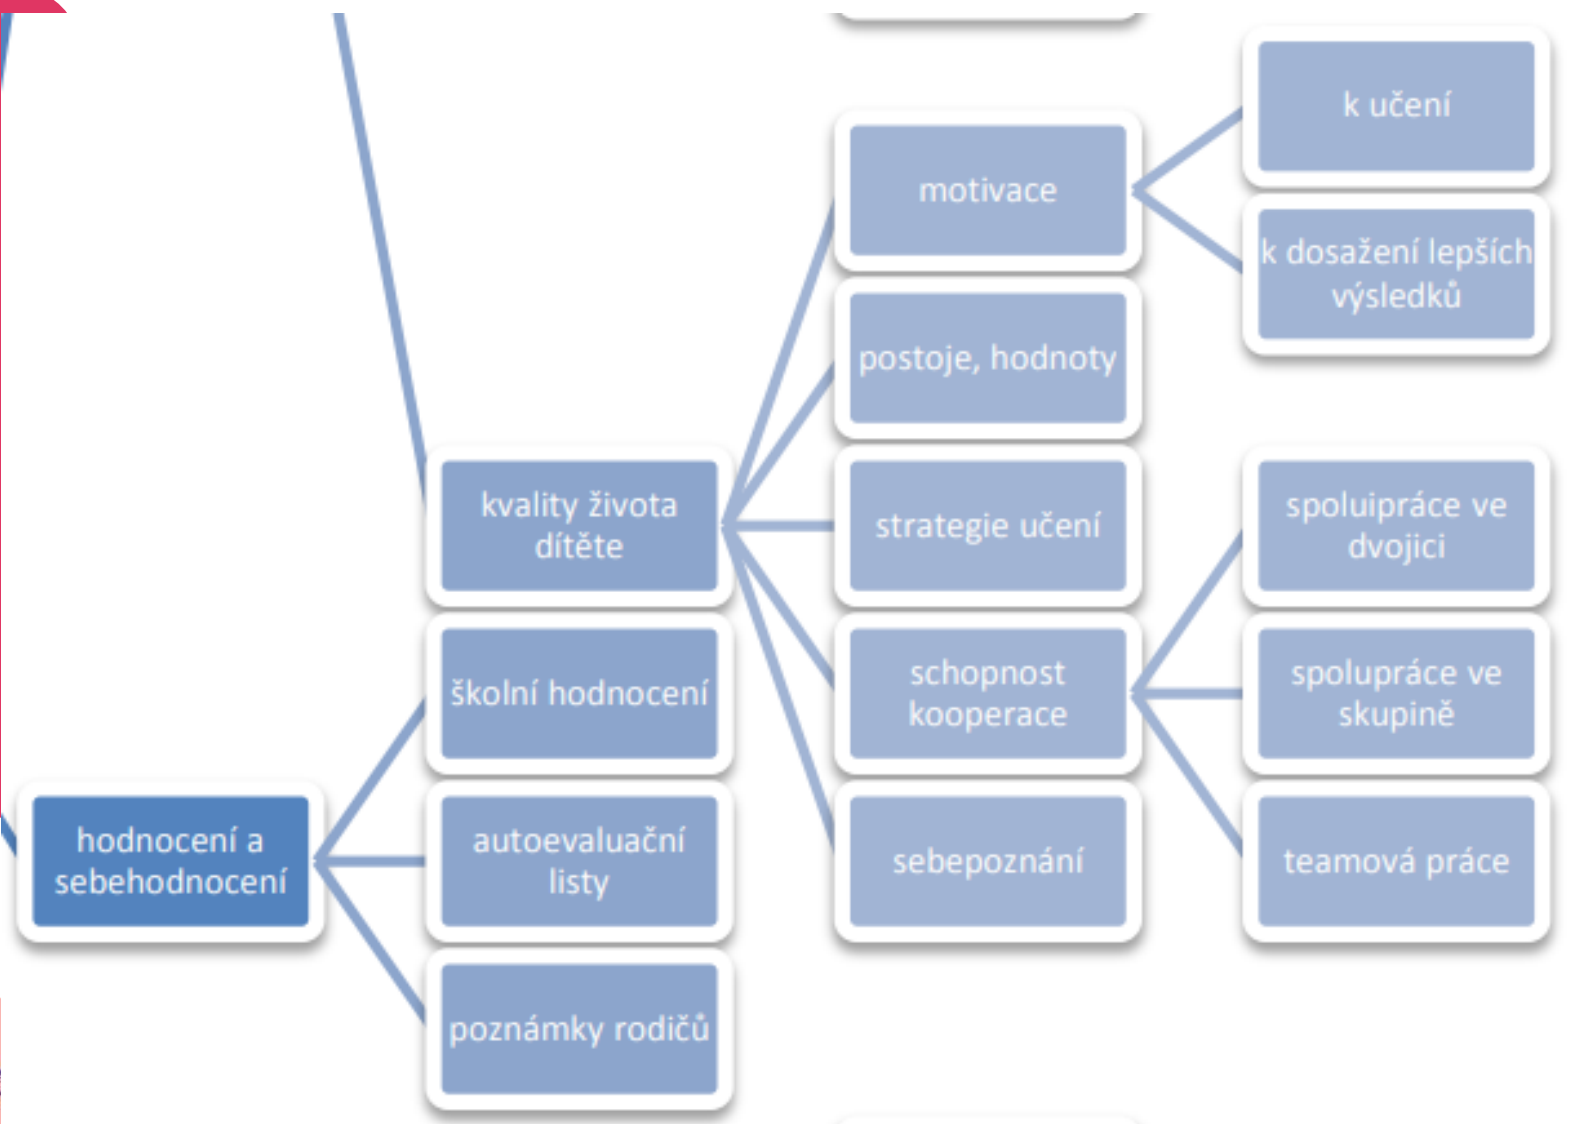 k učení
motivace
k dosažení lepších
výsledků
postoje, hodnoty
kvality života
dítěte
strategie učení
spoluipráce ve
dvojici
školní hodnocení
schopnost
kooperace
spolupráce ve
skupině
hodnocení a
sebehodnocení
autoevaluační
listy
sebepoznání
teamová práce
poznámky rodičů